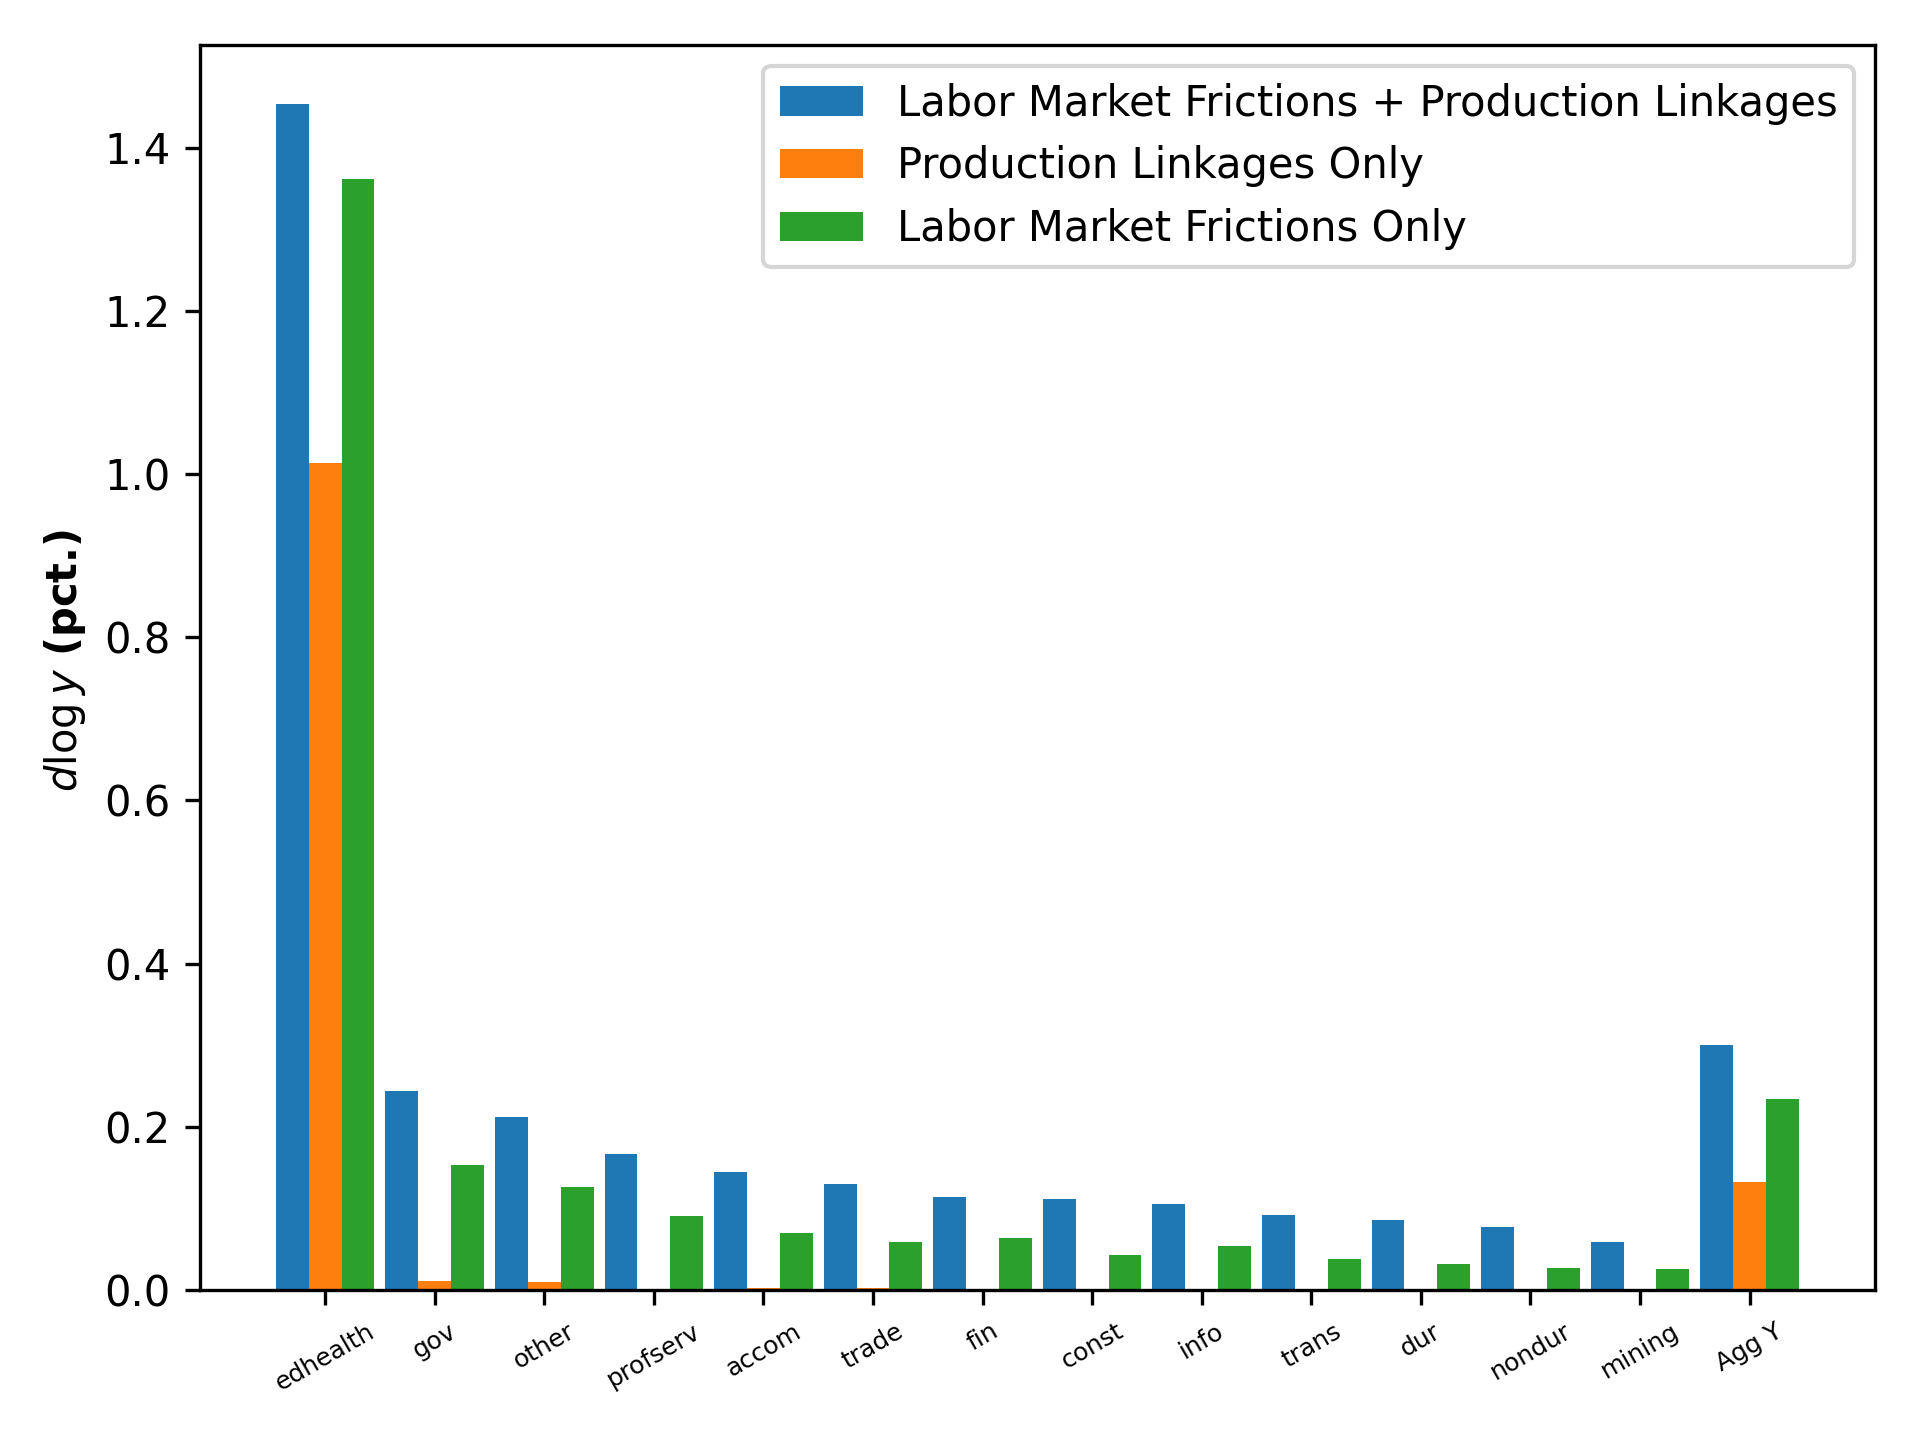 Labor Market Frictions + Production Linkages
Production Linkages Only
Labor Market Frictions Only
1.4
1.2
1.0
0.8
0.6
0.4
0.2
0.0
dlog y (pct.)
edhealth
gov
other
profserv
accom
trade
fin
const
info
trans
dur
nondur
mining
Agg Y